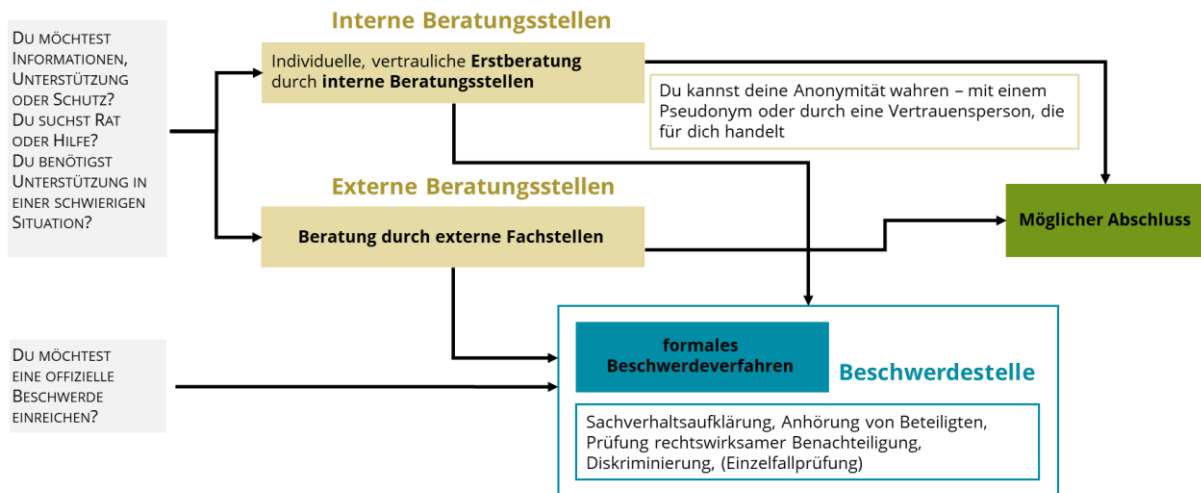 Interne Beratungsstellen
DU MÖCHTEST
INFORMATIONEN,
UNTERSTÜTZUNG
ODER SCHUTZ?
DU SUCHST RAT
ODER HILFE?
DU BENÖTIGST
UNTERSTÜTZUNG IN
EINER SCHWIERIGEN
SITUATION?
Individuelle, vertrauliche Erstberatung
durch interne Beratungsstellen
Du kannst deine Anonymität wahren – mit einem
Pseudonym oder durch eine Vertrauensperson, die
für dich handelt
Externe Beratungsstellen
Beratung durch externe Fachstellen
Möglicher Abschluss
DU MÖCHTEST
EINE OFFIZIELLE
BESCHWERDE
EINREICHEN?
formales
Beschwerdeverfahren
Beschwerdestelle
Sachverhaltsaufklärung, Anhörung von Beteiligten,
Prüfung rechtswirksamer Benachteiligung,
Diskriminierung, (Einzelfallprüfung)